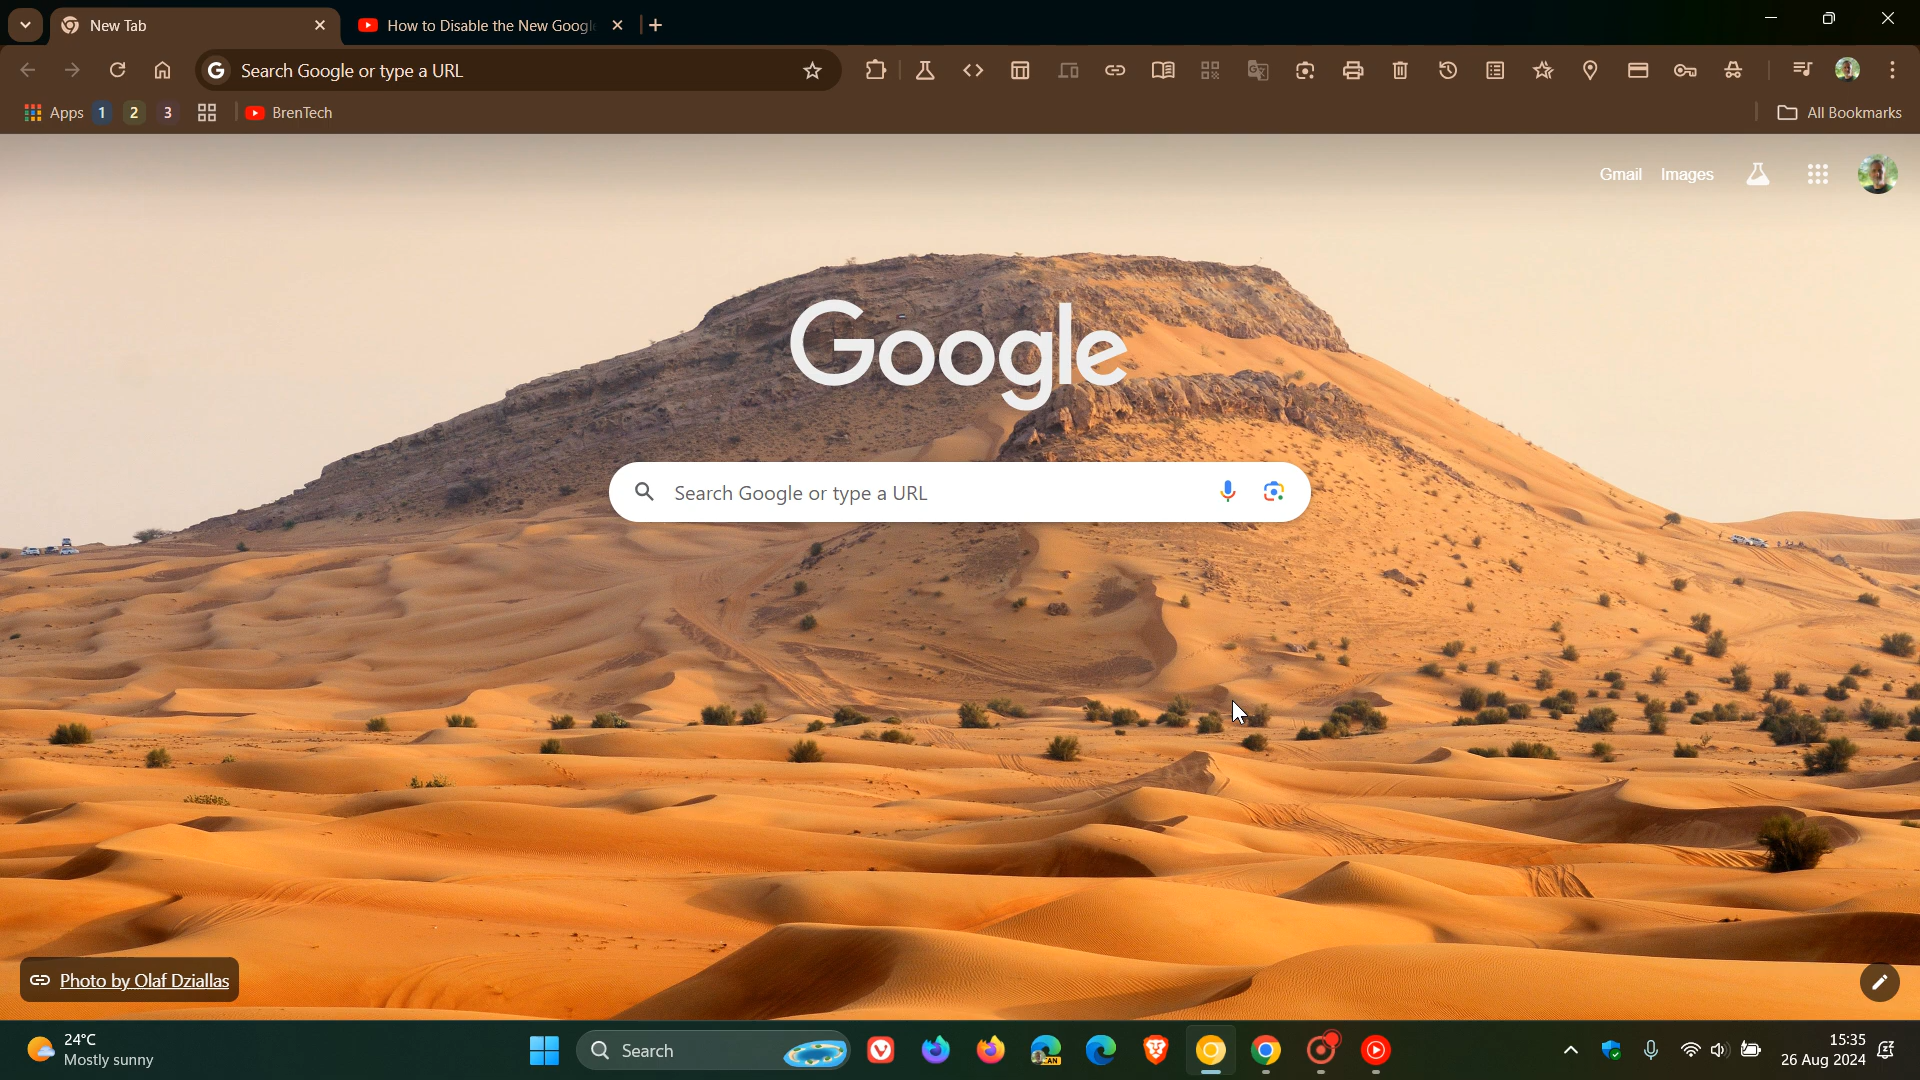 New Tab
How to Disable the New Googl
Search Google or type a URL
Apps 1 2 3 BrenTech
All Bookmarks
Gmail Images
Google
Search Google or type a URL
Photo by Olaf Dziallas
24°C
Mostly sunny
Search
CAN
15:35
26 Aug 2024